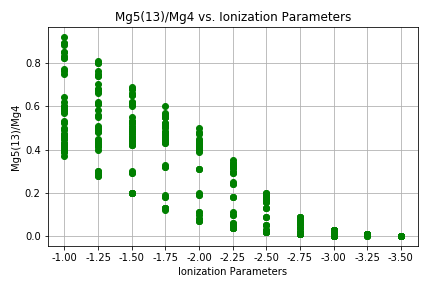 Mg5(13)/Mg4 vs. Ionization Parameters
Mg5(13)/Mg4
0.8
0.6
0.4
0.2
0.0
-1.00 -1.25 -1.50 -1.75 -2.00 -2.25 -2.50 -2.75 -3.00 -3.25 -3.50
Ionization Parameters